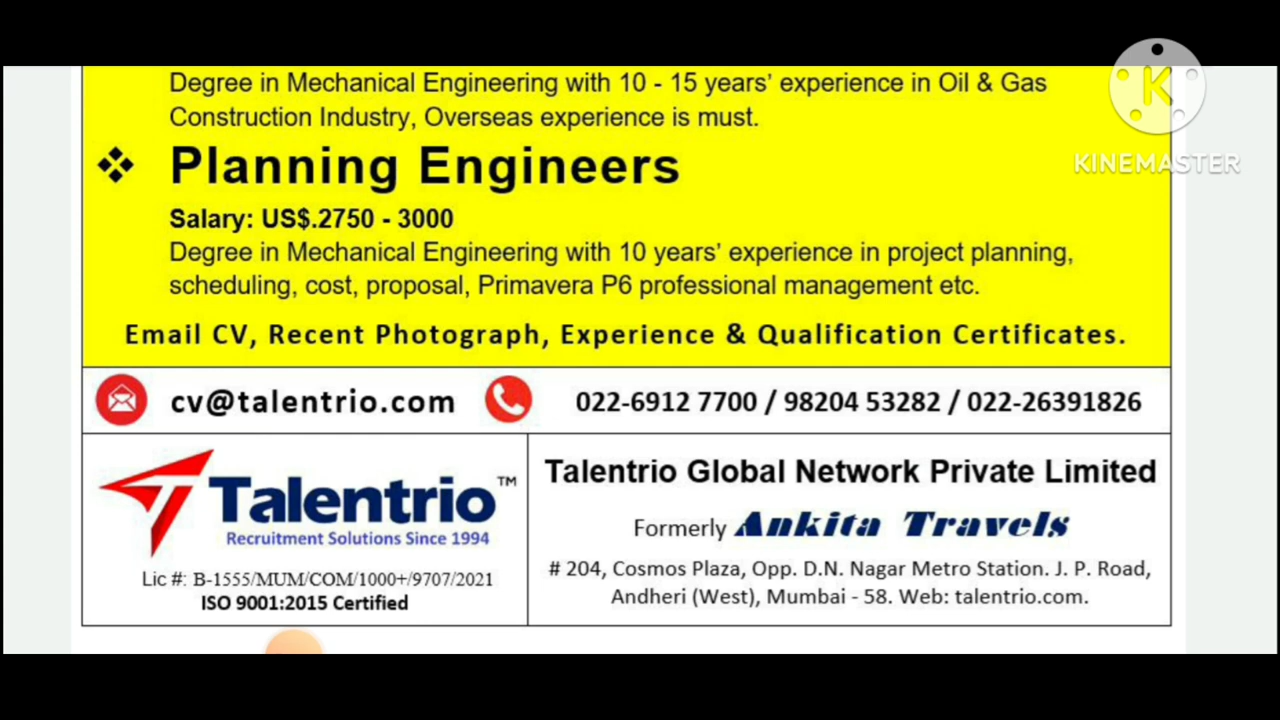 Degree in Mechanical Engineering with 10 - 15 years' experience in Oil & Gas
Construction Industry, Overseas experience is must.
KINEMASTER
❖ Planning Engineers
Salary: US$.2750 - 3000
Degree in Mechanical Engineering with 10 years' experience in project planning,
scheduling, cost, proposal, Primavera P6 professional management etc.
Email CV, Recent Photograph, Experience & Qualification Certificates.
cv@talentrio.com 022-6912 7700 / 98204 53282 / 022-26391826
Talentrio™
Recruitment Solutions Since 1994
Lic #: B-1555/MUM/COM/1000+/9707/2021
ISO 9001:2015 Certified
Talentrio Global Network Private Limited
Formerly Ankita Travels
# 204, Cosmos Plaza, Opp. D.N. Nagar Metro Station. J. P. Road,
Andheri (West), Mumbai - 58. Web: talentrio.com.